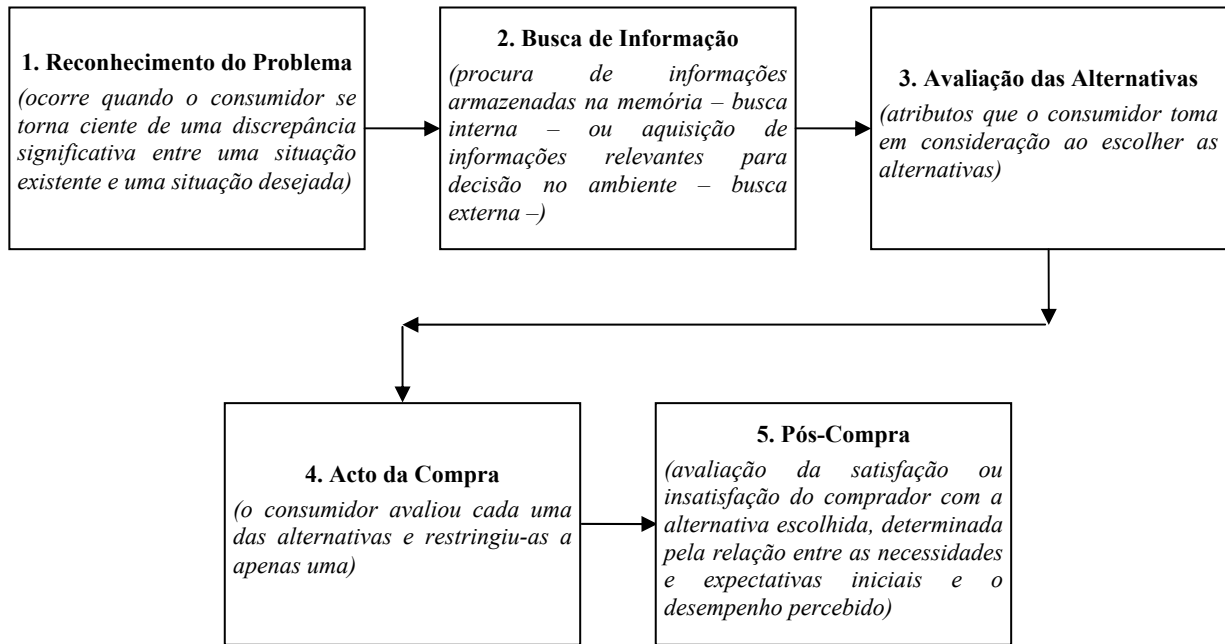 1. Reconhecimento do Problema
(ocorre quando o consumidor se
torna ciente de uma discrepância
significativa entre uma situação
existente e uma situação desejada)
2. Busca de Informação
(procura de informações
armazenadas na memória – busca
interna – ou aquisição de
informações relevantes para
decisão no ambiente – busca
externa –)
3. Avaliação das Alternativas
(atributos que o consumidor toma
em consideração ao escolher as
alternativas)
4. Acto da Compra
(o consumidor avaliou cada uma
das alternativas e restringiu-as a
apenas uma)
5. Pós-Compra
(avaliação da satisfação ou
insatisfação do comprador com a
alternativa escolhida, determinada
pela relação entre as necessidades
e expectativas iniciais e o
desempenho percebido)